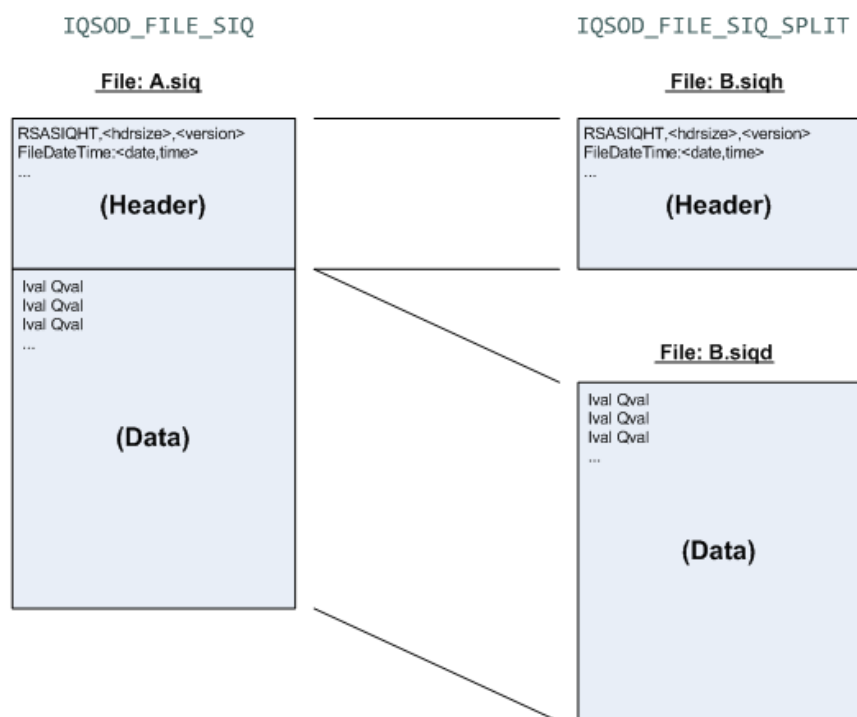 IQSOD_FILE_SIQ
File: A.siq
RSASIQHT,<hdrsize>,<version>
FileDateTime:<date,time>
...
(Header)
Ival Qval
Ival Qval
Ival Qval
...
(Data)
IQSOD_FILE_SIQ_SPLIT
File: B.siqh
RSASIQHT,<hdrsize>,<version>
FileDateTime:<date,time>
...
(Header)
File: B.siqd
Ival Qval
Ival Qval
Ival Qval
...
(Data)